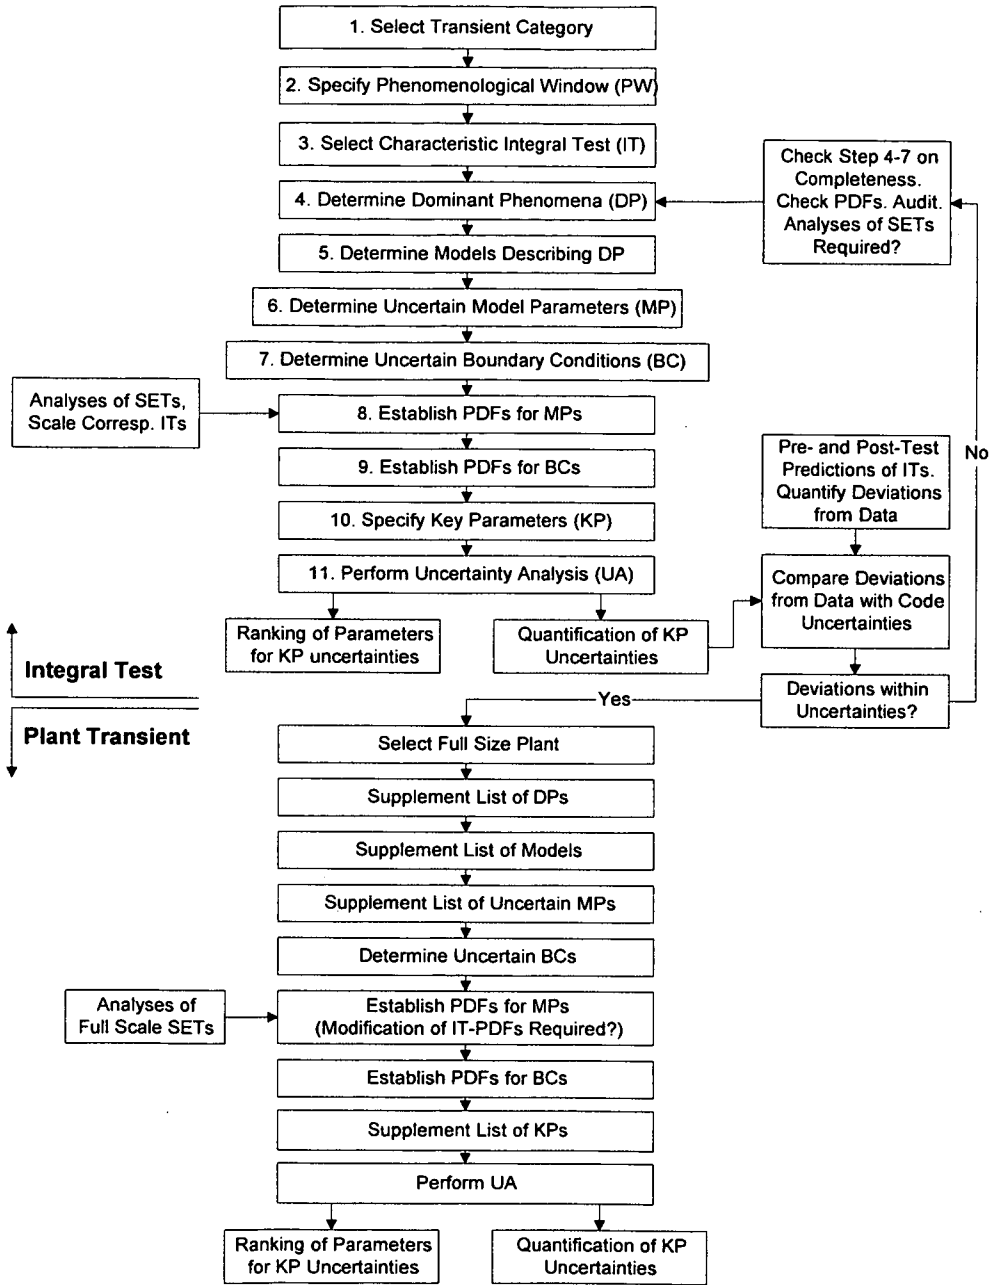 1. Select Transient Category
2. Specify Phenomenological Window (PW)
3. Select Characteristic Integral Test (IT)
4. Determine Dominant Phenomena (DP)
Check Step 4-7 on
Completeness.
Check PDFs. Audit.
Analyses of SETs
Required?
5. Determine Models Describing DP
6. Determine Uncertain Model Parameters (MP)
7. Determine Uncertain Boundary Conditions (BC)
Analyses of SETs,
Scale Corresp. ITs
8. Establish PDFs for MPs
9. Establish PDFs for BCs
Pre- and Post-Test
Predictions of ITs.
Quantify Deviations
from Data
No
10. Specify Key Parameters (KP)
11. Perform Uncertainty Analysis (UA)
Compare Deviations
from Data with Code
Uncertainties
Ranking of Parameters
for KP uncertainties
Quantification of KP
Uncertainties
Integral Test
Deviations within
Uncertainties?
Yes
Plant Transient
Select Full Size Plant
Supplement List of DPs
Supplement List of Models
Supplement List of Uncertain MPs
Determine Uncertain BCs
Analyses of
Full Scale SETs
Establish PDFs for MPs
(Modification of IT-PDFs Required?)
Establish PDFs for BCs
Supplement List of KPs
Perform UA
Ranking of Parameters
for KP Uncertainties
Quantification of KP
Uncertainties